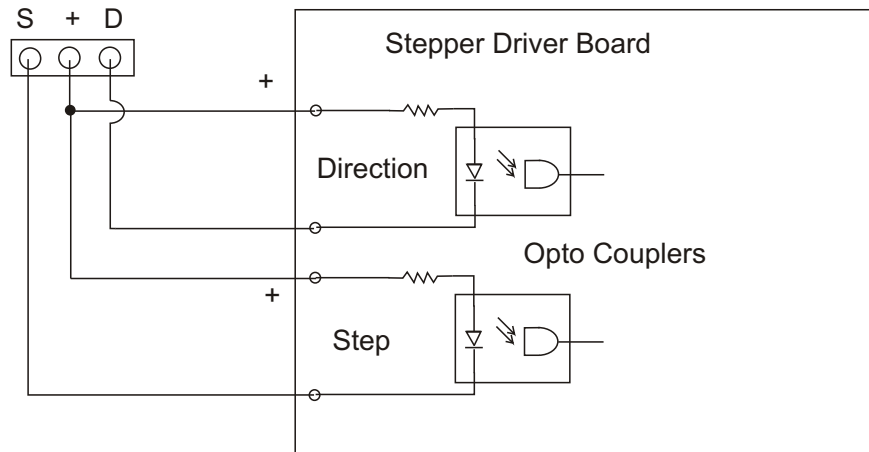 S + D
Stepper Driver Board
+
Direction
Opto Couplers
+
Step